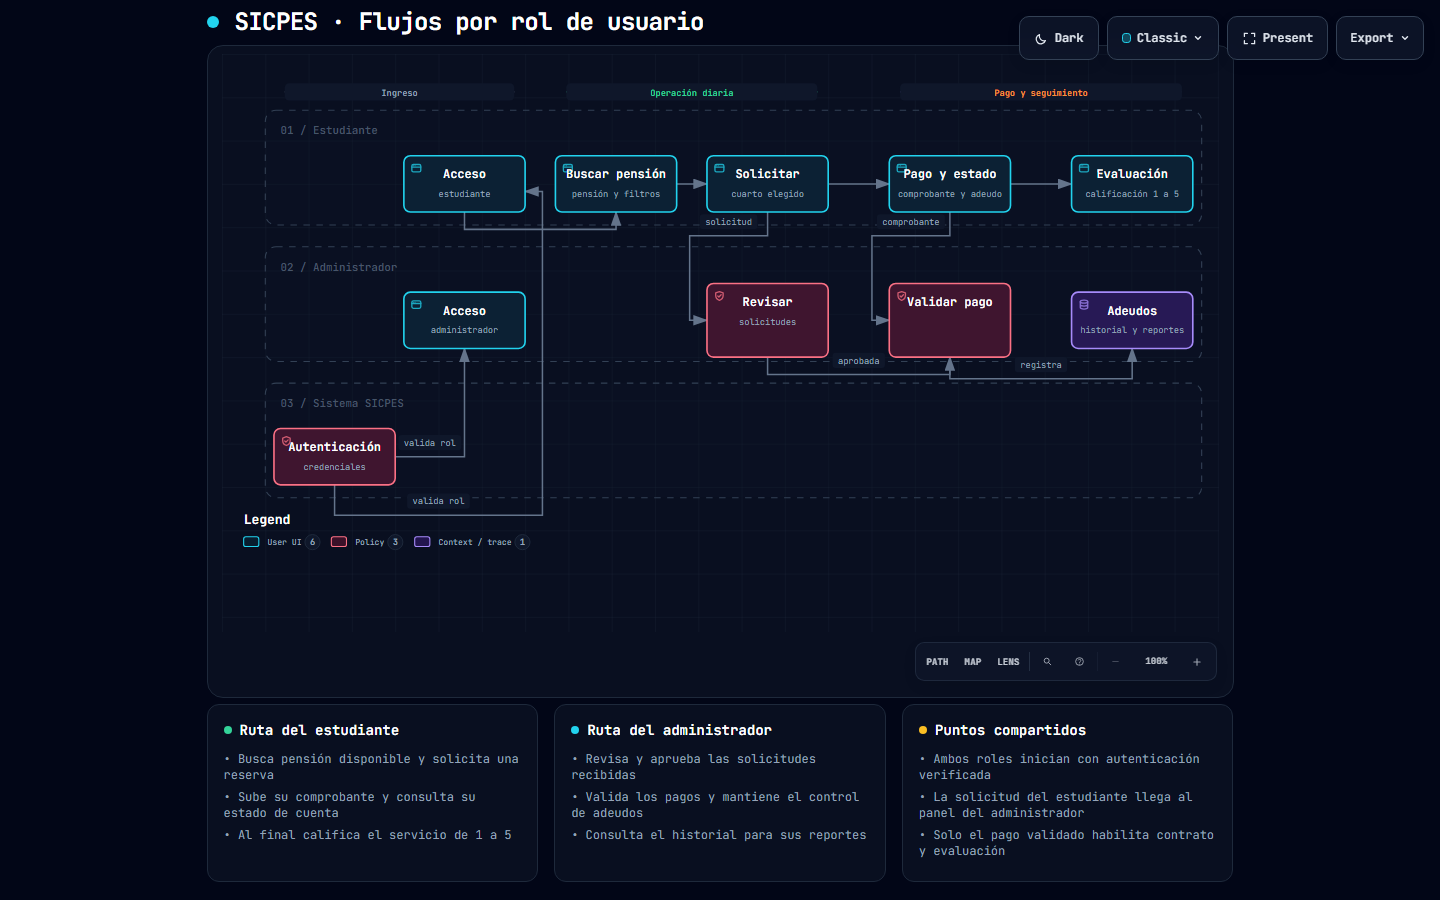 SICPES · Flujos por rol de usuario
Dark
Classic
Present
Export
Ingreso
Operación diaria
Pago y seguimiento
01 / Estudiante
Acceso
estudiante
Buscar pensión
pensión y filtros
Solicitar
cuarto elegido
Pago y estado
comprobante y adeudo
Evaluación
calificación 1 a 5
solicitud
comprobante
02 / Administrador
Acceso
administrador
Revisar
solicitudes
Validar pago
Adeudos
historial y reportes
aprobada
registra
03 / Sistema SICPES
Autenticación
credenciales
valida rol
valida rol
Legend
User UI 6
Policy 3
Context / trace 1
PATH
MAP
LENS
100%
Ruta del estudiante
• Busca pensión disponible y solicita una
reserva
• Sube su comprobante y consulta su
estado de cuenta
• Al final califica el servicio de 1 a 5
Ruta del administrador
• Revisa y aprueba las solicitudes
recibidas
• Valida los pagos y mantiene el control
de adeudos
• Consulta el historial para sus reportes
Puntos compartidos
• Ambos roles inician con autenticación
verificada
• La solicitud del estudiante llega al
panel del administrador
• Solo el pago validado habilita contrato
y evaluación